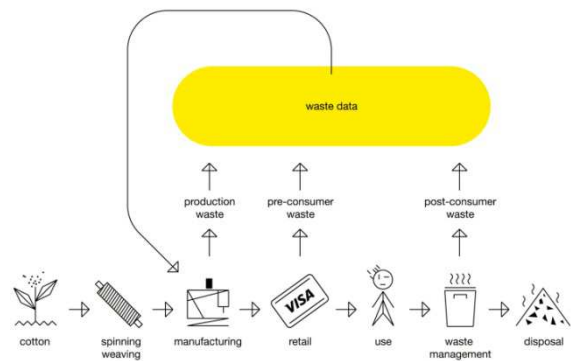 waste data
production
waste
pre-consumer
waste
post-consumer
waste
VISA
cotton
spinning
weaving
manufacturing
retail
use
waste
management
disposal